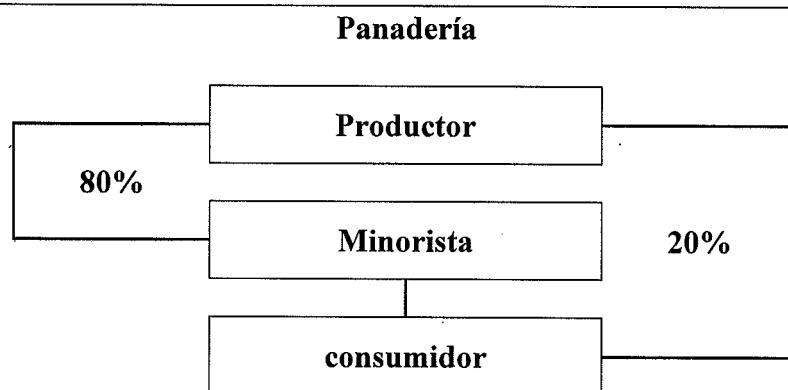 Panadería
Productor
80%
Minorista
20%
consumidor